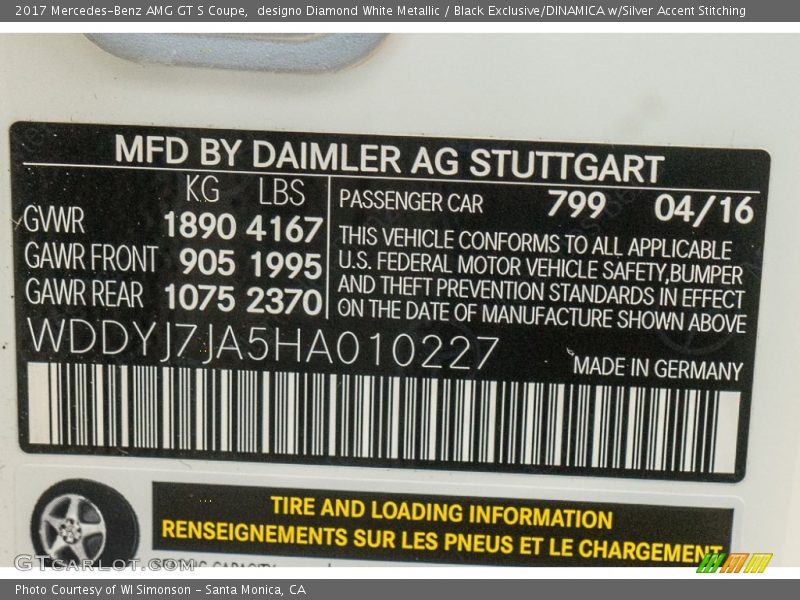 2017 Mercedes-Benz AMG GT S Coupe, designo Diamond White Metallic / Black Exclusive/DINAMICA w/Silver Accent Stitching
MFD BY DAIMLER AG STUTTGART
KG LBS
GVWR 1890 4167
GAWR FRONT 905 1995
GAWR REAR 1075 2370
PASSENGER CAR 799 04/16
THIS VEHICLE CONFORMS TO ALL APPLICABLE
U.S. FEDERAL MOTOR VEHICLE SAFETY,BUMPER
AND THEFT PREVENTION STANDARDS IN EFFECT
ON THE DATE OF MANUFACTURE SHOWN ABOVE
WDDYJ7JA5HA010227
MADE IN GERMANY
TIRE AND LOADING INFORMATION
RENSEIGNEMENTS SUR LES PNEUS ET LE CHARGEMENT
GTCARLOT.COM
Photo Courtesy of WI Simonson - Santa Monica, CA